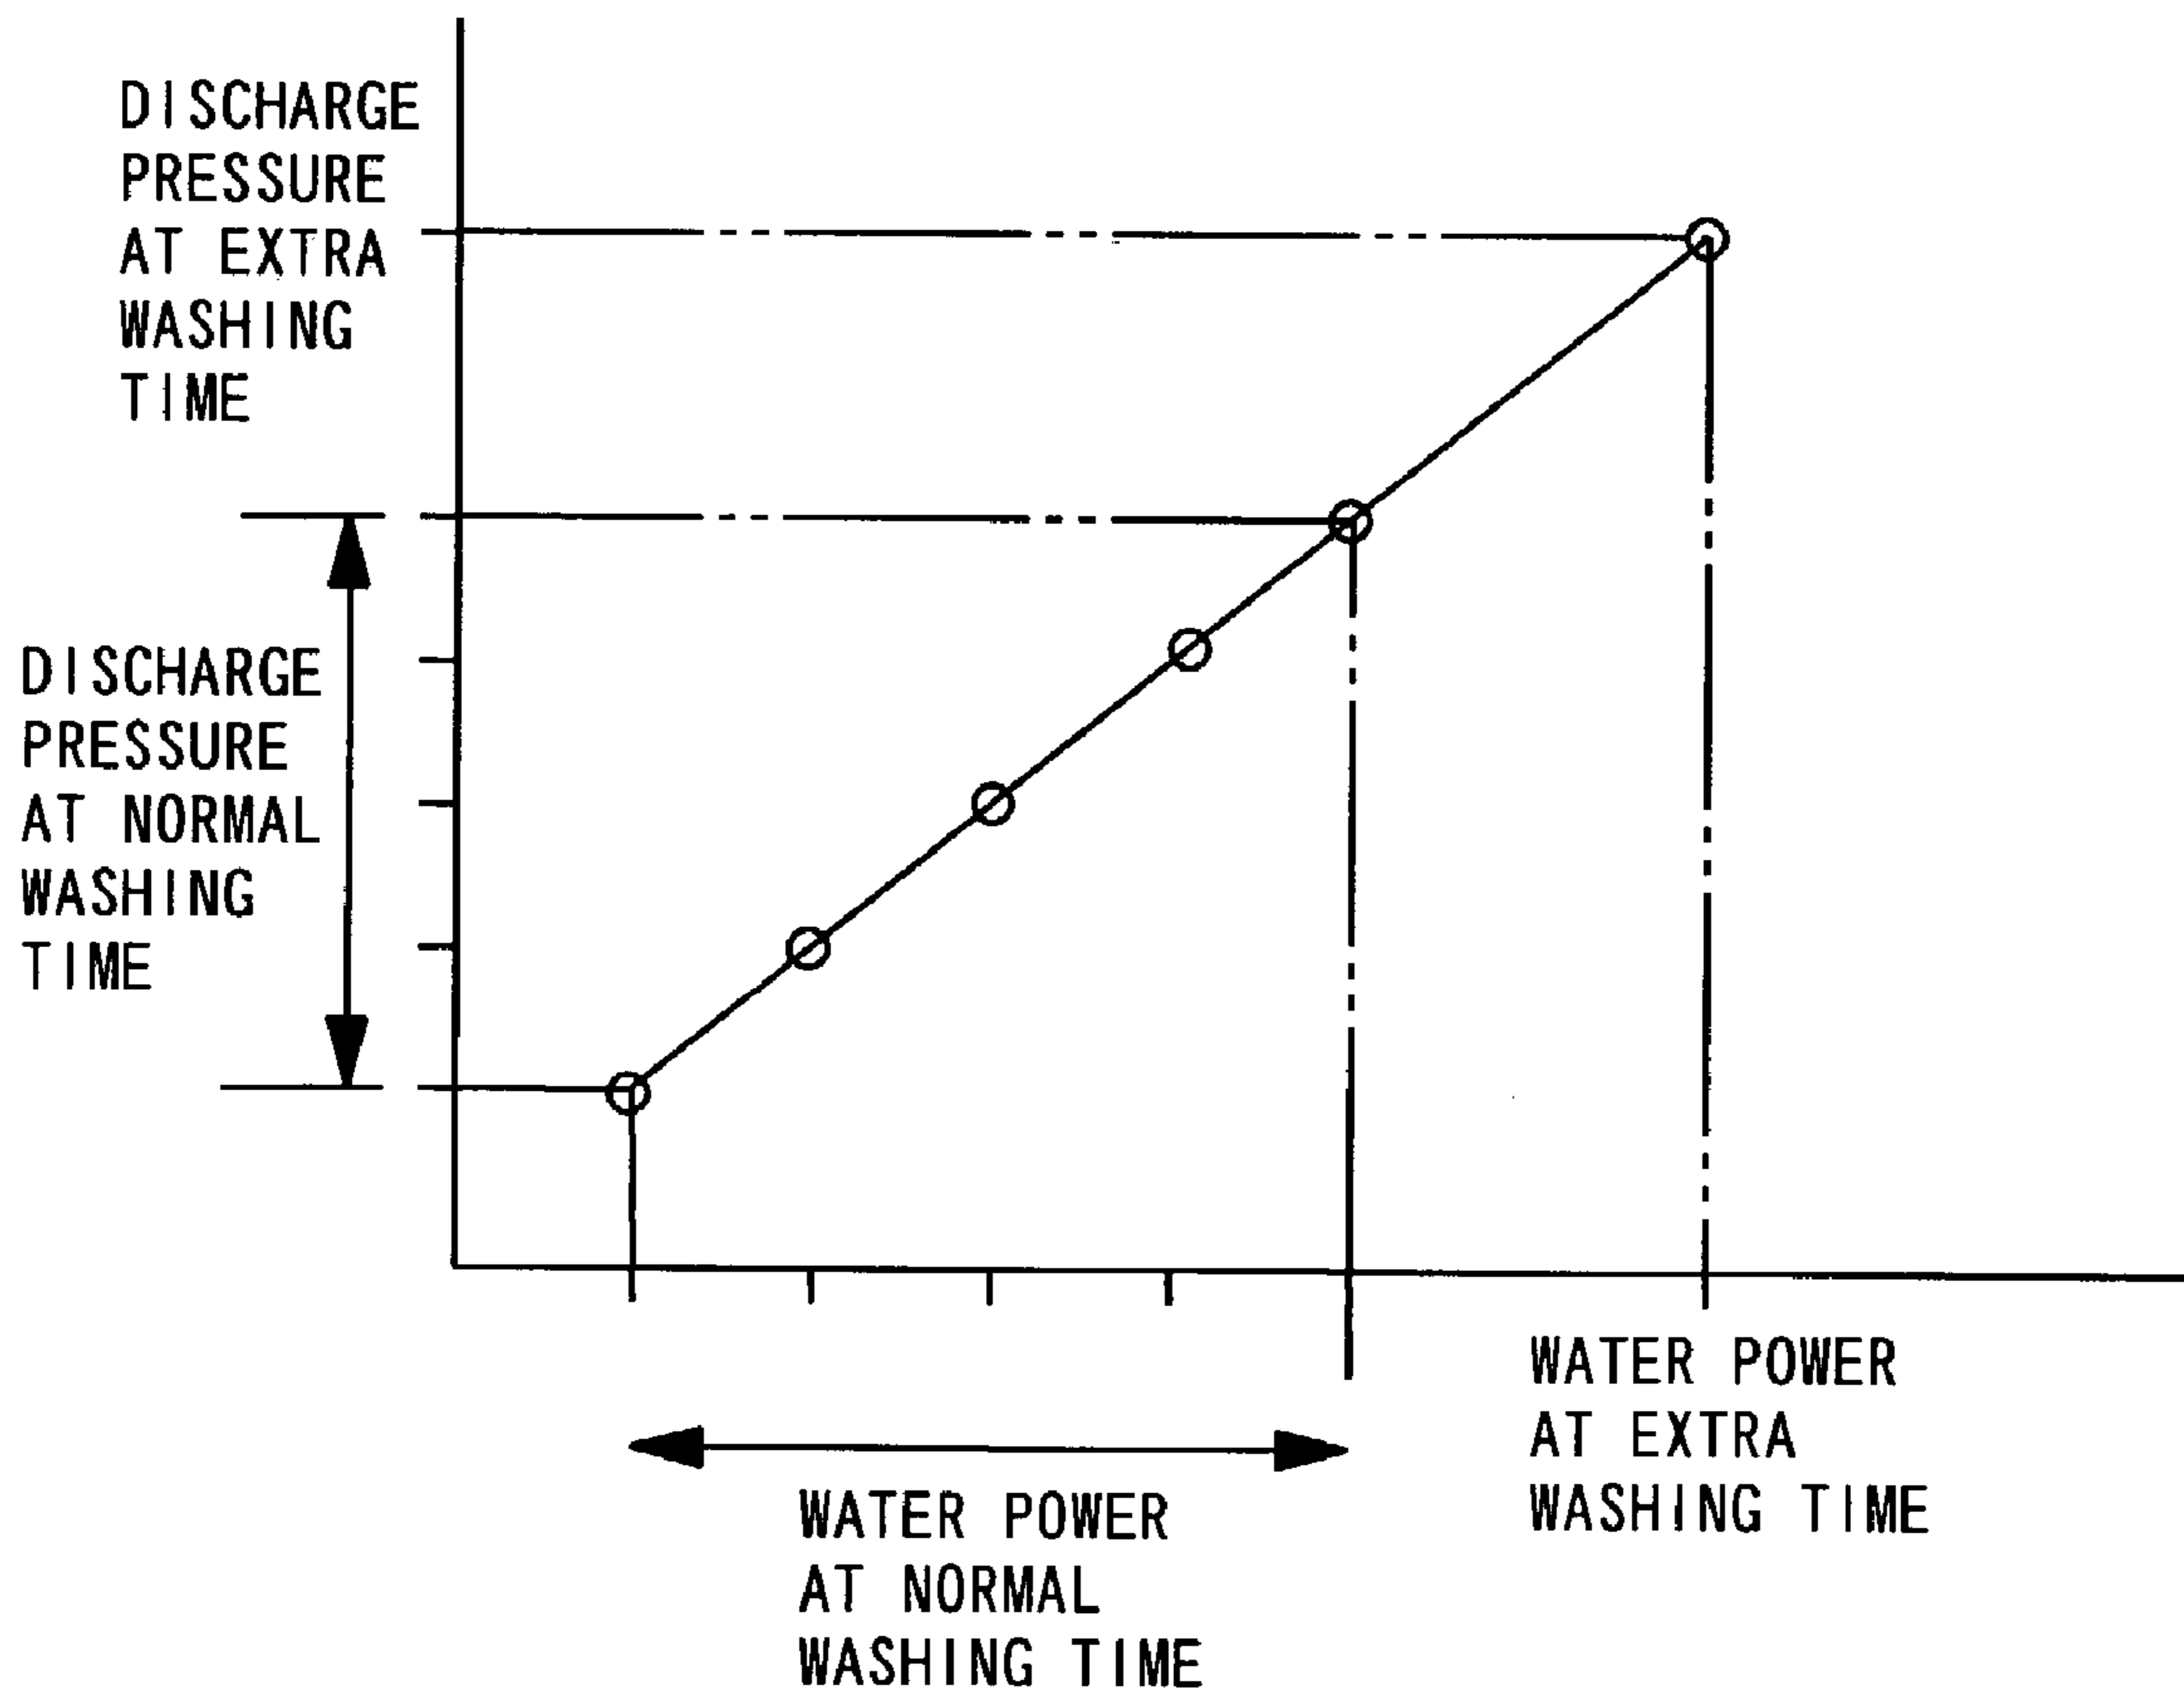 DISCHARGE
PRESSURE
AT EXTRA
WASHING
TIME
DISCHARGE
PRESSURE
AT NORMAL
WASHING
TIME
WATER POWER
AT EXTRA
WASHING TIME
WATER POWER
AT NORMAL
WASHING TIME